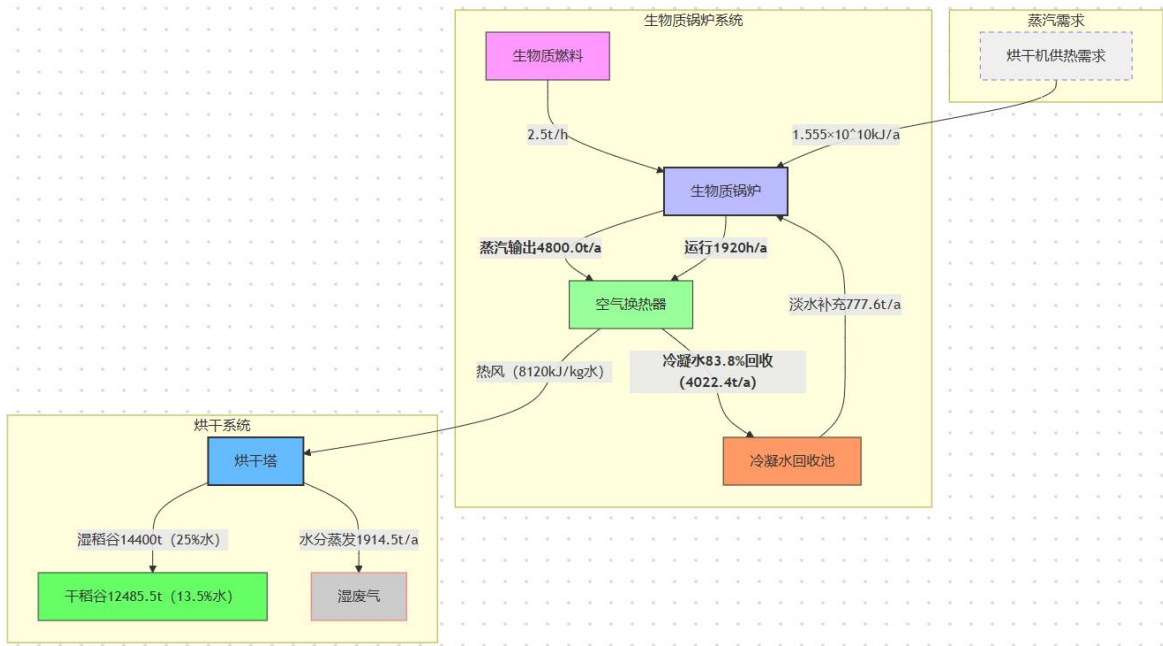 生物质锅炉系统
蒸汽需求
生物质燃料
烘干机供热需求
2.5t/h
1.555×10^10kJ/a
生物质锅炉
蒸汽输出4800.0t/a
运行1920h/a
空气换热器
淡水补充777.6t/a
热风（8120kJ/kg水）
冷凝水83.8%回收
(4022.4t/a)
烘干系统
烘干塔
冷凝水回收池
湿稻谷14400t（25%水）
水分蒸发1914.5t/a
干稻谷12485.5t（13.5%水）
湿废气